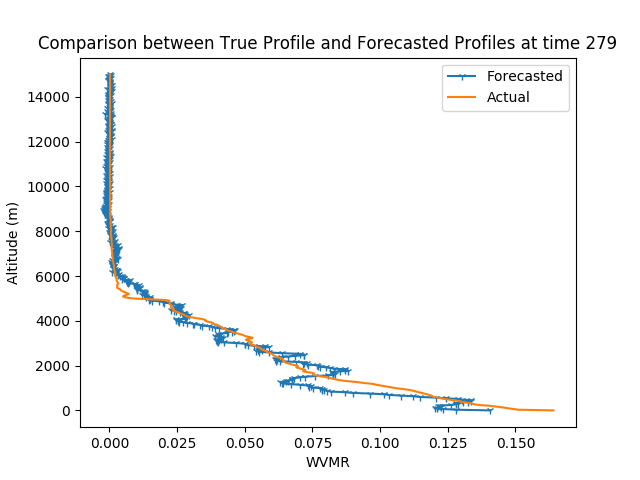 Comparison between True Profile and Forecasted Profiles at time 279
Forecasted
Actual
14000
12000
10000
8000
6000
4000
2000
0
Altitude (m)
0.000 0.025 0.050 0.075 0.100 0.125 0.150
WVMR